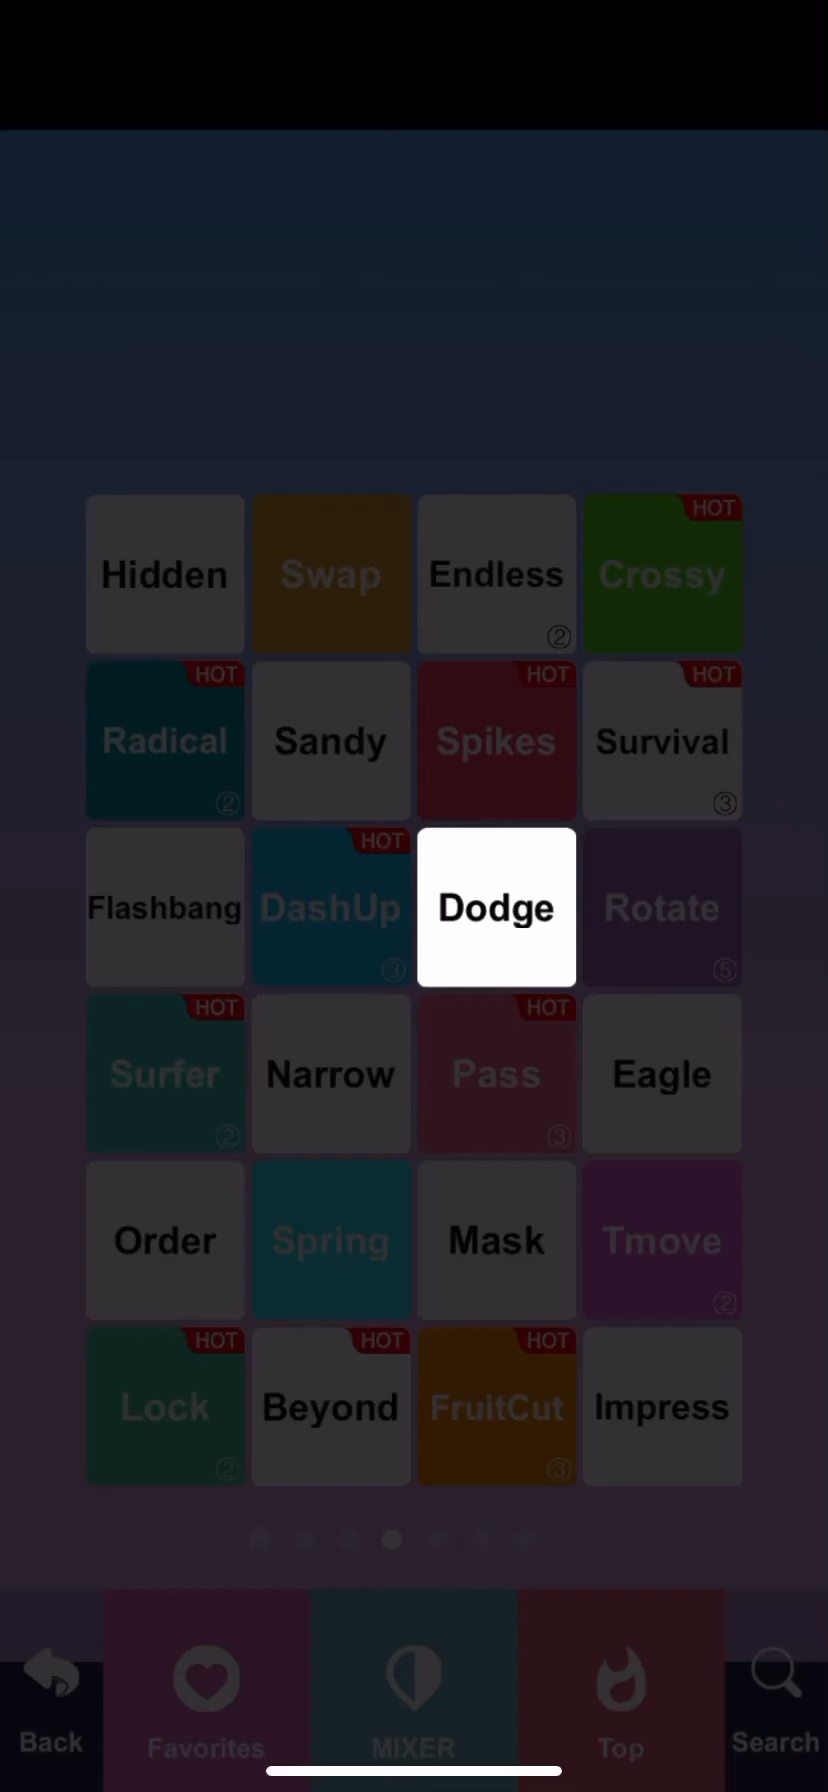 Hidden
Swap
Endless
②
HOT
Crossy
HOT
Radical
②
Sandy
HOT
Spikes
HOT
Survival
③
Flashbang
HOT
DashUp
③
Dodge
Rotate
⑤
HOT
Surfer
②
Narrow
HOT
Pass
③
Eagle
Order
Spring
Mask
Tmove
②
HOT
Lock
②
HOT
Beyond
HOT
FruitCut
③
Impress
Back
Favorites
MIXER
Top
Search